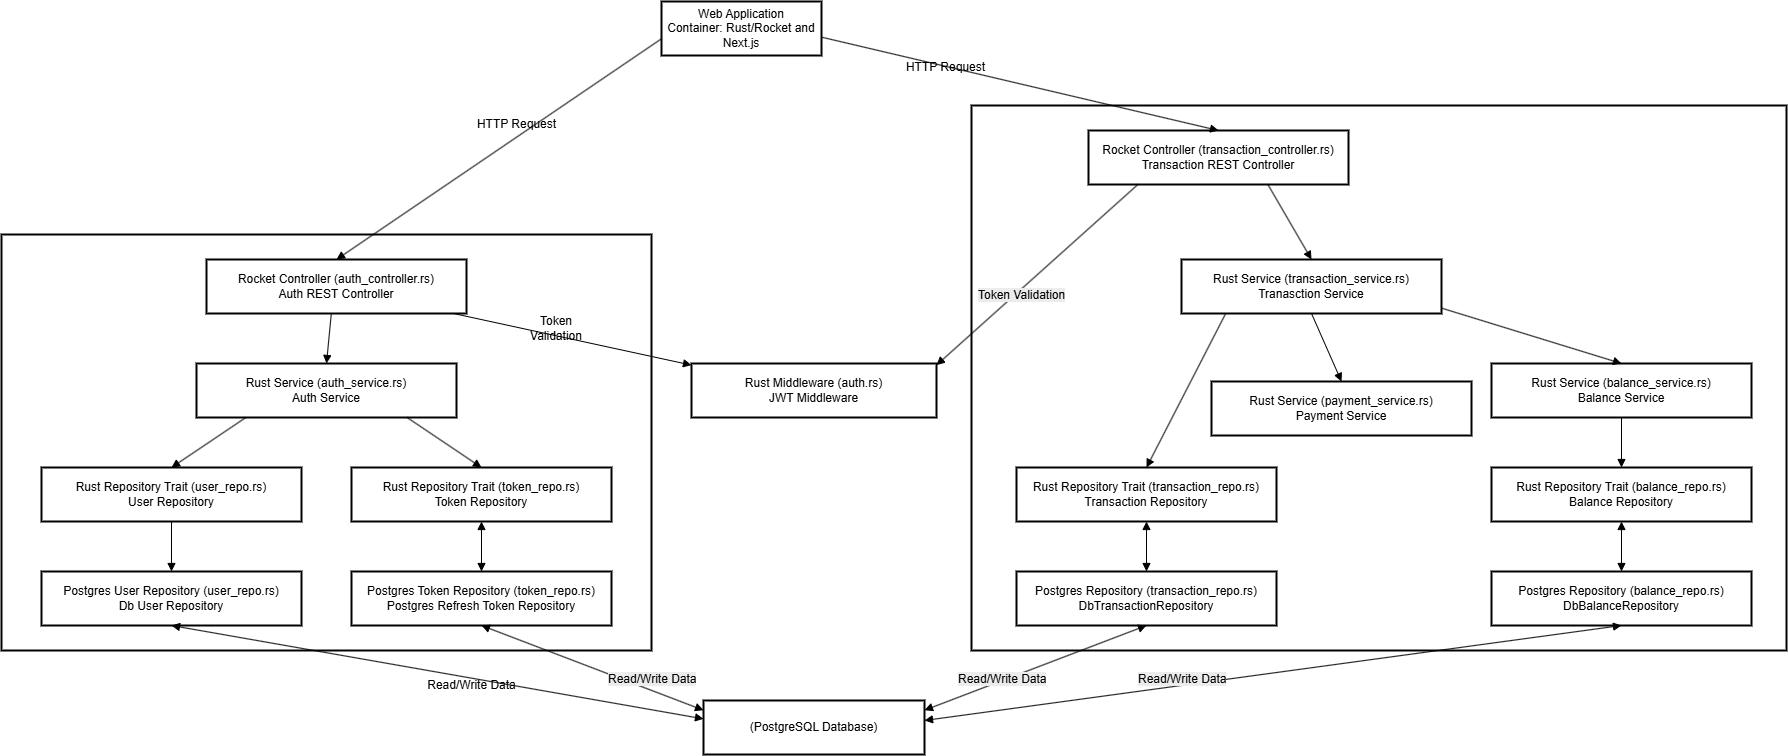 Web Application
Container: Rust/Rocket and
Next.js
HTTP Request
HTTP Request
Rocket Controller (transaction_controller.rs)
Transaction REST Controller
Rocket Controller (auth_controller.rs)
Auth REST Controller
Token
Validation
Token Validation
Rust Service (transaction_service.rs)
Tranasction Service
Rust Service (auth_service.rs)
Auth Service
Rust Middleware (auth.rs)
JWT Middleware
Rust Service (payment_service.rs)
Payment Service
Rust Service (balance_service.rs)
Balance Service
Rust Repository Trait (user_repo.rs)
User Repository
Rust Repository Trait (token_repo.rs)
Token Repository
Rust Repository Trait (transaction_repo.rs)
Transaction Repository
Rust Repository Trait (balance_repo.rs)
Balance Repository
Postgres User Repository (user_repo.rs)
Db User Repository
Postgres Token Repository (token_repo.rs)
Postgres Refresh Token Repository
Postgres Repository (transaction_repo.rs)
DbTransactionRepository
Postgres Repository (balance_repo.rs)
DbBalanceRepository
Read/Write Data
Read/Write Data
Read/Write Data
Read/Write Data
(PostgreSQL Database)